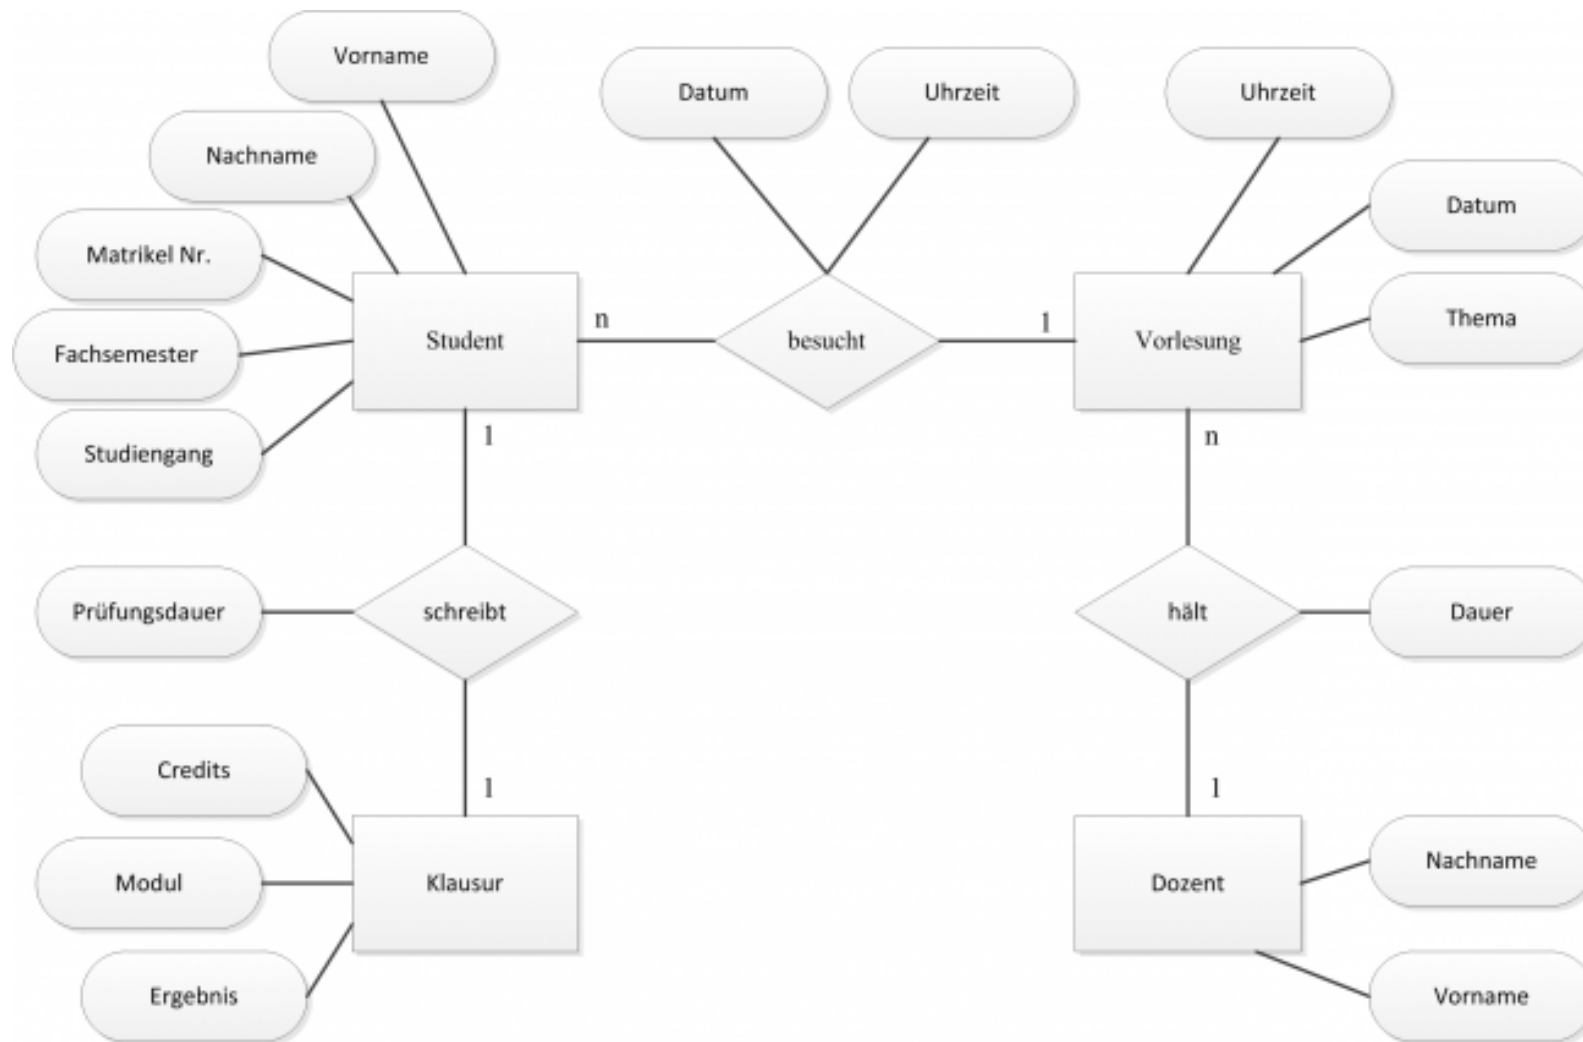 Vorname
Datum
Uhrzeit
Uhrzeit
Nachname
Datum
Matrikel Nr.
Thema
Fachsemester
Student
n
besucht
1
Vorlesung
Studiengang
1
n
Prüfungsdauer
schreibt
hält
Dauer
Credits
1
1
Modul
Klausur
Dozent
Nachname
Ergebnis
Vorname